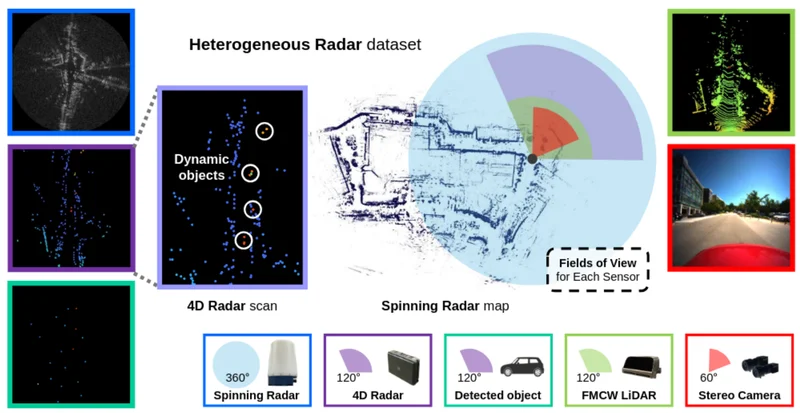 Heterogeneous Radar dataset
Dynamic
objects
Fields of View
for Each Sensor
4D Radar scan
Spinning Radar map
360°
Spinning Radar
120°
4D Radar
120°
Detected object
120°
FMCW LiDAR
60°
Stereo Camera